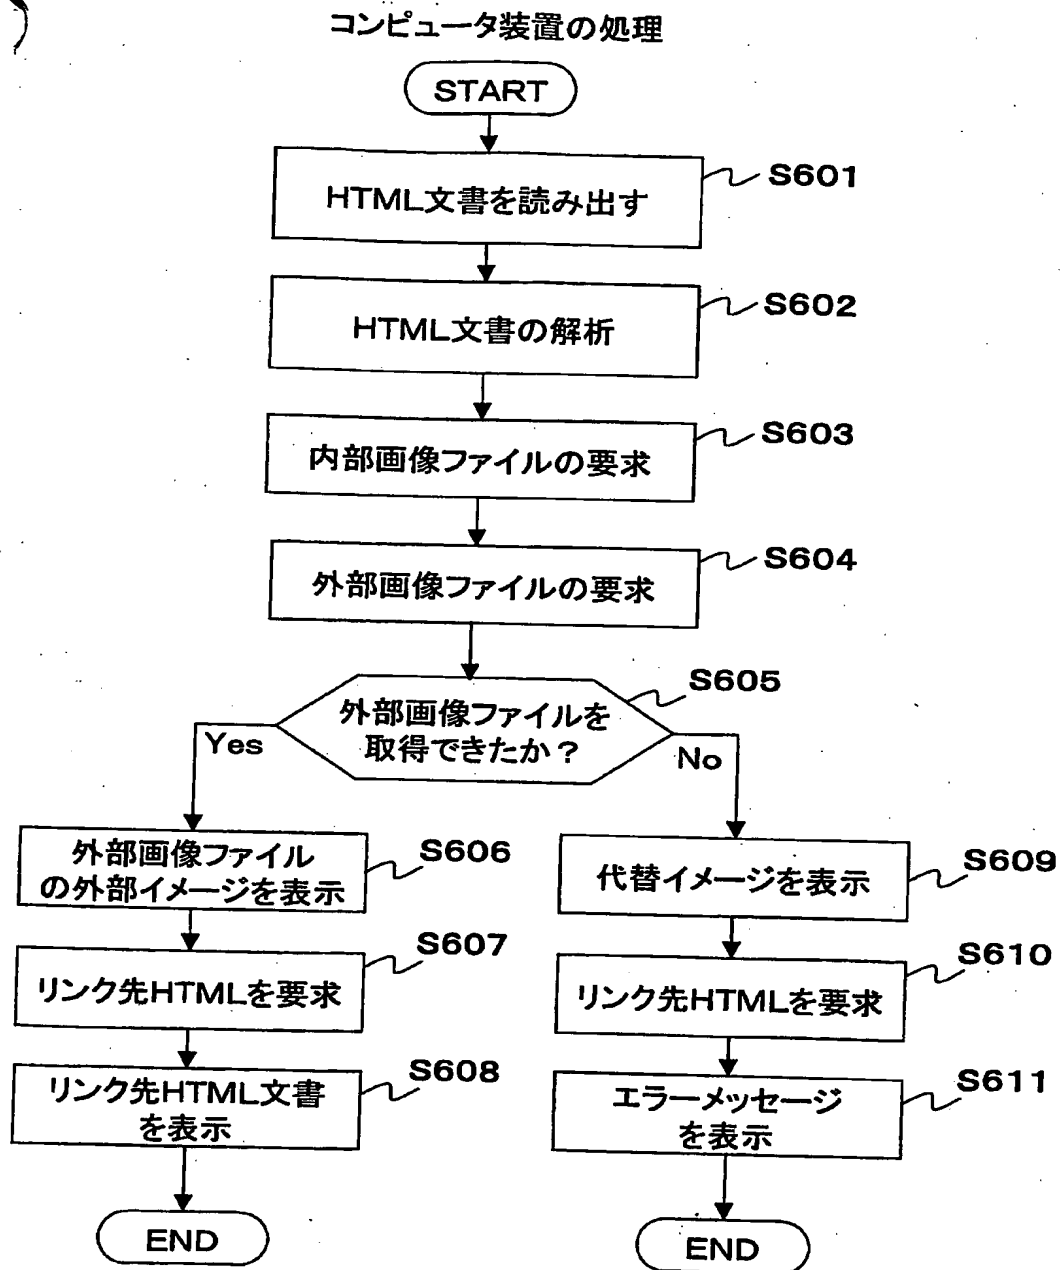 コンピュータ装置の処理
START
HTML文書を読み出す
S601
HTML文書の解析
S602
内部画像ファイルの要求
S603
外部画像ファイルの要求
S604
外部画像ファイルを
取得できたか？
S605
Yes
No
外部画像ファイル
の外部イメージを表示
S606
リンク先HTMLを要求
S607
リンク先HTML文書
を表示
S608
END
代替イメージを表示
S609
リンク先HTMLを要求
S610
エラーメッセージ
を表示
S611
END